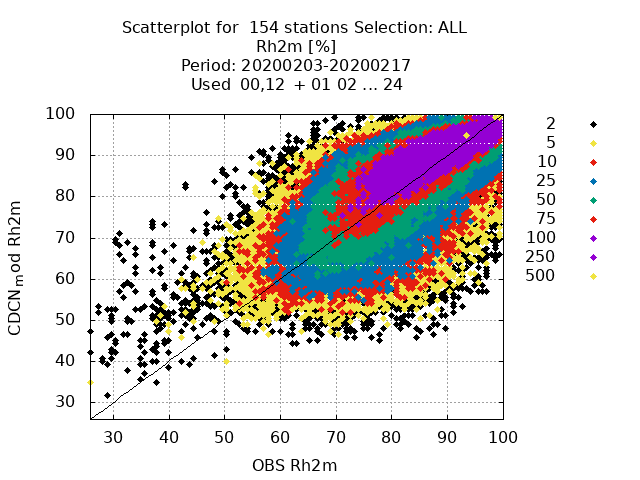 Scatterplot for  154 stations Selection: ALL
Rh2m [%]
Period: 20200203-20200217
Used  00,12  + 01 02 ... 24
100
90
80
70
60
50
40
30
CDCN_mod Rh2m
30 40 50 60 70 80 90 100
OBS Rh2m
2
5
10
25
50
75
100
250
500